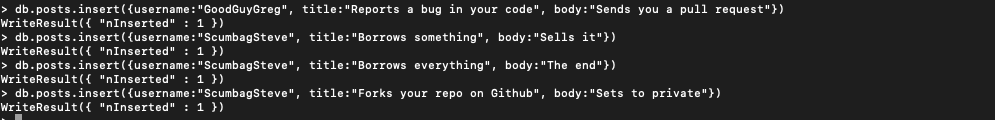 > db.posts.insert({username:"GoodGuyGreg", title:"Reports a bug in your code", body:"Sends you a pull request"})
WriteResult({ "nInserted" : 1 })
> db.posts.insert({username:"ScumbagSteve", title:"Borrows something", body:"Sells it"})
WriteResult({ "nInserted" : 1 })
> db.posts.insert({username:"ScumbagSteve", title:"Borrows everything", body:"The end"})
WriteResult({ "nInserted" : 1 })
> db.posts.insert({username:"ScumbagSteve", title:"Forks your repo on Github", body:"Sets to private"})
WriteResult({ "nInserted" : 1 })
>